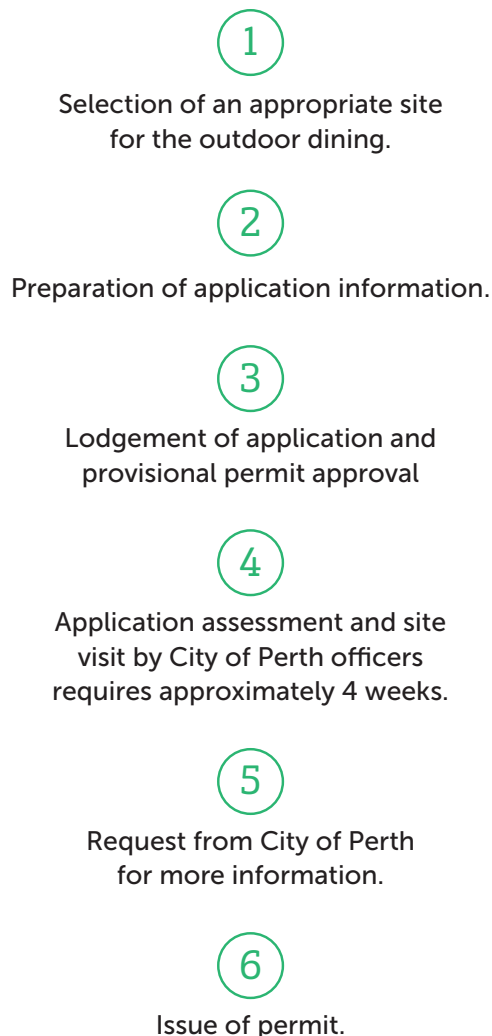 1
Selection of an appropriate site
for the outdoor dining.
2
Preparation of application information.
3
Lodgement of application and
provisional permit approval
4
Application assessment and site
visit by City of Perth officers
requires approximately 4 weeks.
5
Request from City of Perth
for more information.
6
Issue of permit.